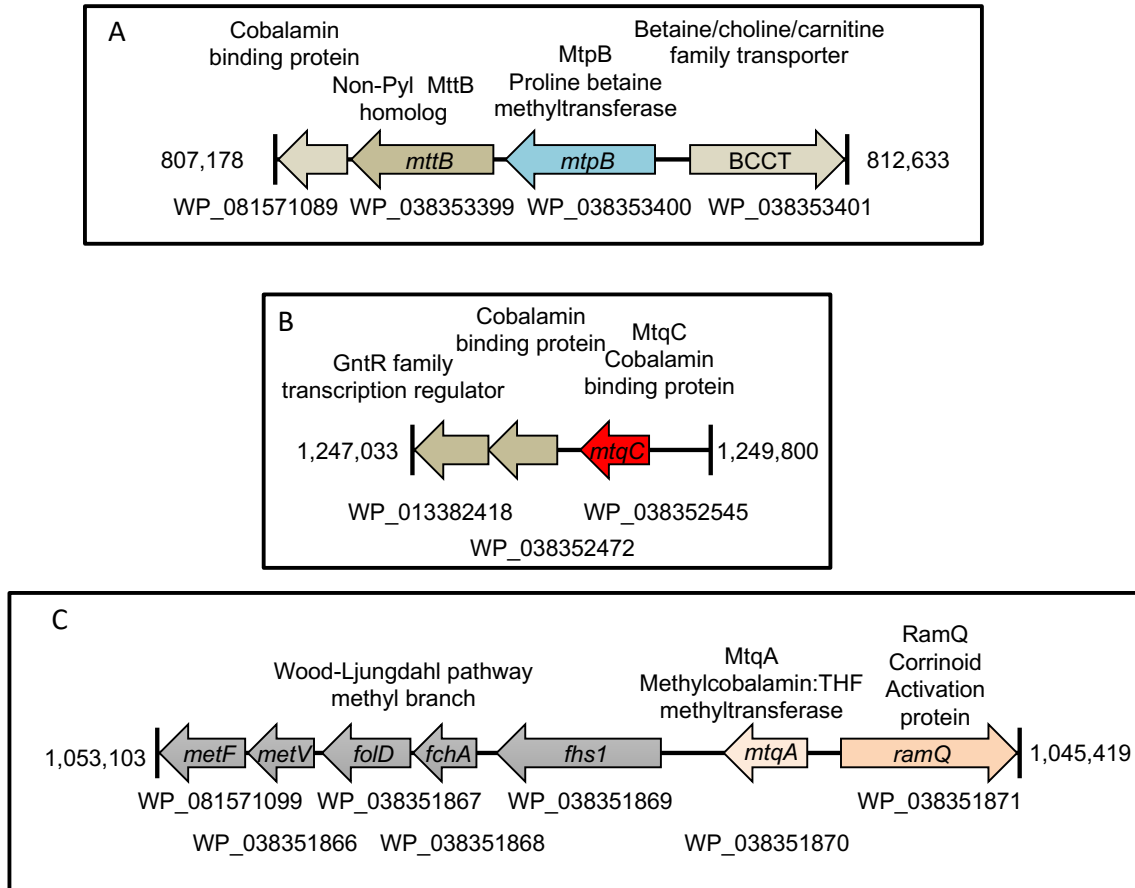 A
Cobalamin
binding protein
Non-Pyl MttB
homolog
MtpB
Proline betaine
methyltransferase
Betaine/choline/carnitine
family transporter
807,178
mttB
mtpB
BCCT
812,633
WP_081571089
WP_038353399
WP_038353400
WP_038353401
B
GntR family
transcription regulator
Cobalamin
binding protein
MtqC
Cobalamin
binding protein
1,247,033
mtqC
1,249,800
WP_013382418
WP_038352472
WP_038352545
C
Wood-Ljungdahl pathway
methyl branch
MtqA
Methylcobalamin:THF
methyltransferase
RamQ
Corrinoid
Activation
protein
1,053,103
metF
metV
folD
fchA
fhs1
mtqA
ramQ
1,045,419
WP_081571099
WP_038351867
WP_038351869
WP_038351871
WP_038351866
WP_038351868
WP_038351870